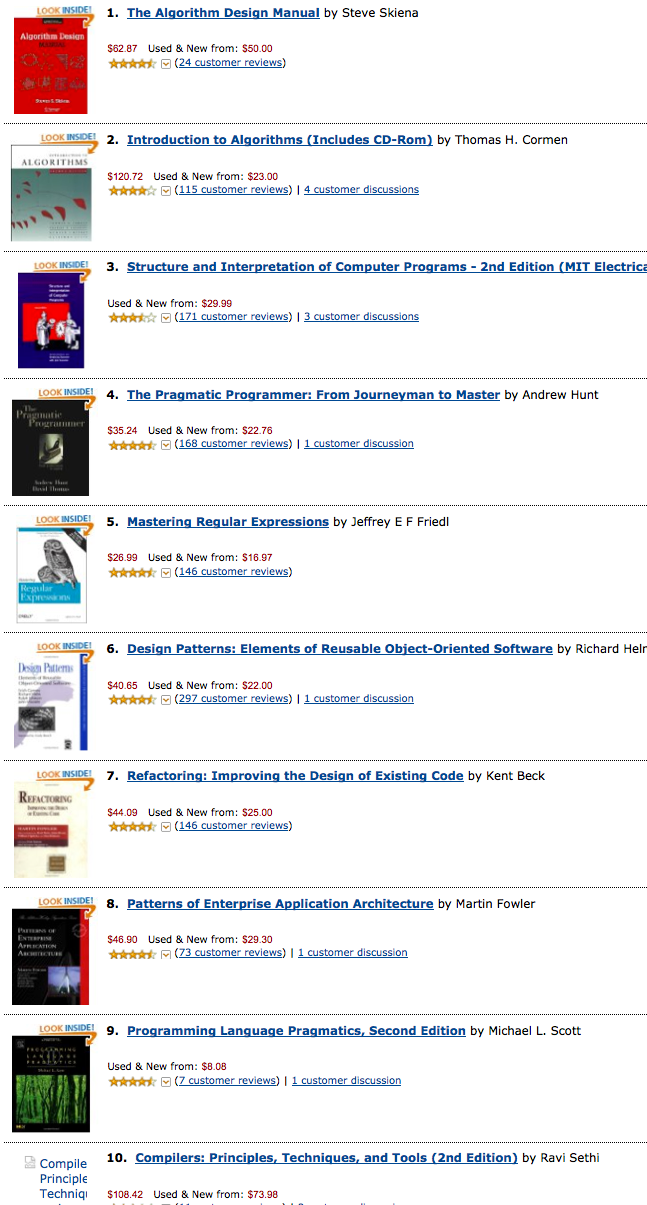 LOOK INSIDE!
The
Algorithm Design
MANUAL
Steven S. Skiena
1. The Algorithm Design Manual by Steve Skiena
$62.87 Used & New from: $50.00
(24 customer reviews)
LOOK INSIDE!
INTRODUCTION TO
ALGORITHMS
2. Introduction to Algorithms (Includes CD-Rom) by Thomas H. Cormen
$120.72 Used & New from: $23.00
(115 customer reviews) | 4 customer discussions
LOOK INSIDE!
Structure and
Interpretation
of Computer
Programs
3. Structure and Interpretation of Computer Programs - 2nd Edition (MIT Electrica
Used & New from: $29.99
(171 customer reviews) | 3 customer discussions
LOOK INSIDE!
The
Pragmatic
Programmer
Andrew Hunt
David Thomas
4. The Pragmatic Programmer: From Journeyman to Master by Andrew Hunt
$35.24 Used & New from: $22.76
(168 customer reviews) | 1 customer discussion
LOOK INSIDE!
Mastering
Regular
Expressions
O'REILLY
5. Mastering Regular Expressions by Jeffrey E F Friedl
$26.99 Used & New from: $16.97
(146 customer reviews)
LOOK INSIDE!
Design Patterns
Elements of Reusable
Object-Oriented Software
6. Design Patterns: Elements of Reusable Object-Oriented Software by Richard Helr
$40.65 Used & New from: $22.00
(297 customer reviews) | 1 customer discussion
LOOK INSIDE!
REFACTORING
IMPROVING THE DESIGN
OF EXISTING CODE
MARTIN FOWLER
7. Refactoring: Improving the Design of Existing Code by Kent Beck
$44.09 Used & New from: $25.00
(146 customer reviews)
LOOK INSIDE!
PATTERNS OF
ENTERPRISE
APPLICATION
ARCHITECTURE
MARTIN FOWLER
8. Patterns of Enterprise Application Architecture by Martin Fowler
$46.90 Used & New from: $29.30
(73 customer reviews) | 1 customer discussion
LOOK INSIDE!
PROGRAMMING
LANGUAGE
PRAGMATICS
9. Programming Language Pragmatics, Second Edition by Michael L. Scott
Used & New from: $8.08
(7 customer reviews) | 1 customer discussion
Compile
Principle
Techniqu
10. Compilers: Principles, Techniques, and Tools (2nd Edition) by Ravi Sethi
$108.42 Used & New from: $73.98